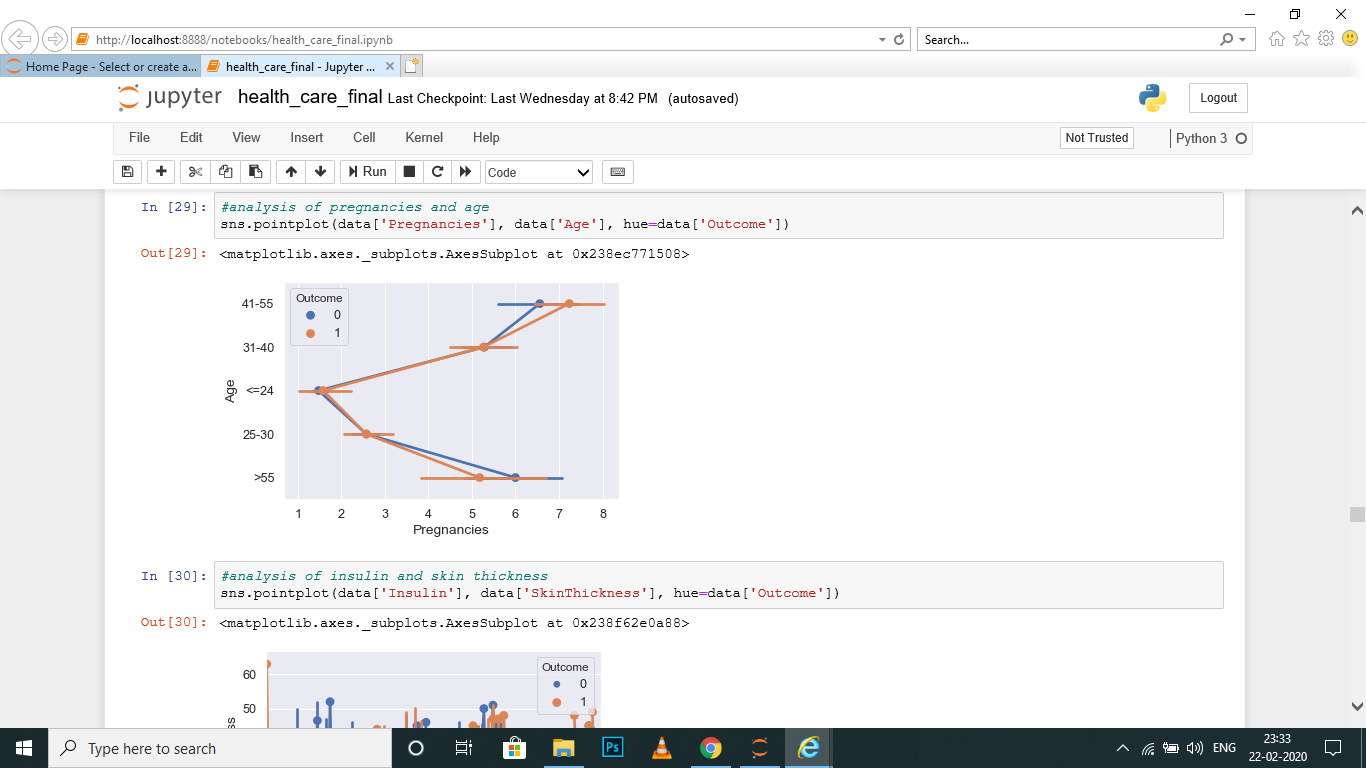 http://localhost:8888/notebooks/health_care_final.ipynb
Search...
Home Page - Select or create a...
health_care_final - Jupyter ...
jupyter health_care_final Last Checkpoint: Last Wednesday at 8:42 PM (autosaved)
Logout
File Edit View Insert Cell Kernel Help
Not Trusted
Python 3
Run
Code
In [29]: #analysis of pregnancies and age
sns.pointplot(data['Pregnancies'], data['Age'], hue=data['Outcome'])
Out[29]: <matplotlib.axes._subplots.AxesSubplot at 0x238ec771508>
Outcome
0
1
41-55
31-40
<=24
25-30
>55
Age
1 2 3 4 5 6 7 8
Pregnancies
In [30]: #analysis of insulin and skin thickness
sns.pointplot(data['Insulin'], data['SkinThickness'], hue=data['Outcome'])
Out[30]: <matplotlib.axes._subplots.AxesSubplot at 0x238f62e0a88>
60
50
ss
Outcome
0
1
Type here to search
Ps
ENG
23:33
22-02-2020